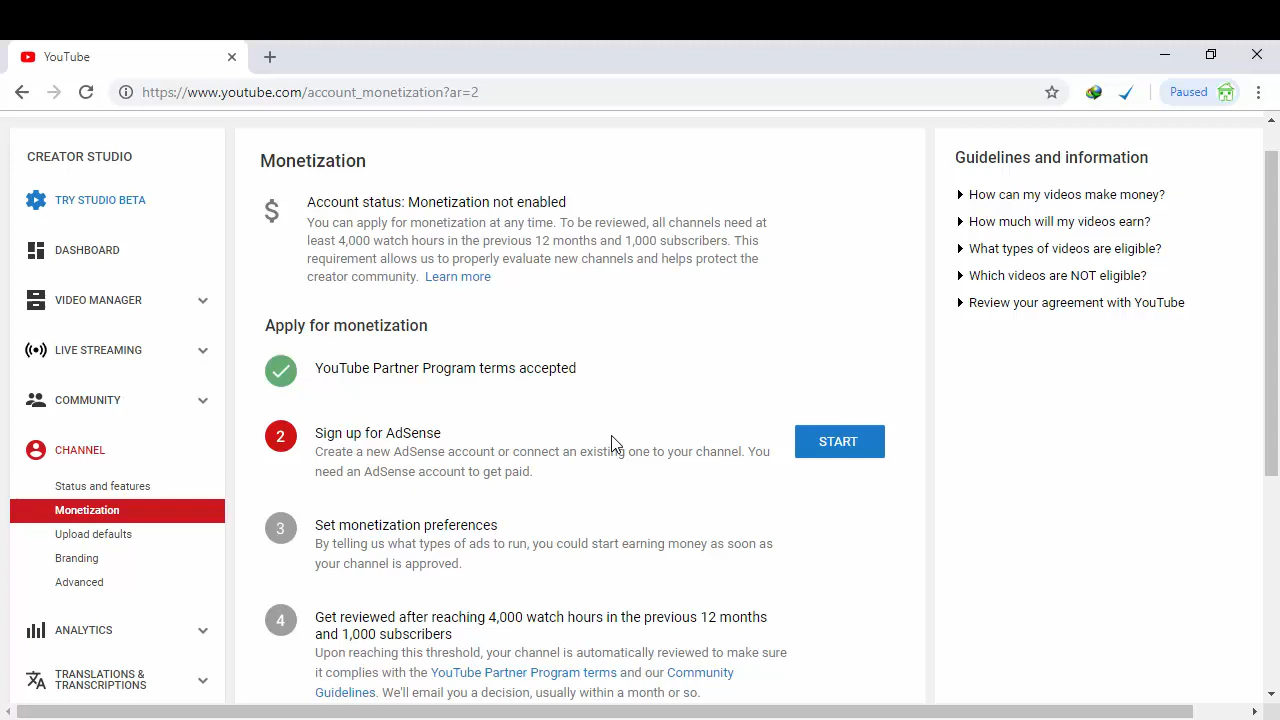 YouTube
https://www.youtube.com/account_monetization?ar=2
Paused
CREATOR STUDIO
TRY STUDIO BETA
DASHBOARD
VIDEO MANAGER
LIVE STREAMING
COMMUNITY
CHANNEL
Status and features
Monetization
Upload defaults
Branding
Advanced
ANALYTICS
TRANSLATIONS &
TRANSCRIPTIONS
Monetization
$
Account status: Monetization not enabled
You can apply for monetization at any time. To be reviewed, all channels need at
least 4,000 watch hours in the previous 12 months and 1,000 subscribers. This
requirement allows us to properly evaluate new channels and helps protect the
creator community. Learn more
Apply for monetization
YouTube Partner Program terms accepted
2
Sign up for AdSense
Create a new AdSense account or connect an existing one to your channel. You
need an AdSense account to get paid.
START
3
Set monetization preferences
By telling us what types of ads to run, you could start earning money as soon as
your channel is approved.
4
Get reviewed after reaching 4,000 watch hours in the previous 12 months
and 1,000 subscribers
Upon reaching this threshold, your channel is automatically reviewed to make sure
it complies with the YouTube Partner Program terms and our Community
Guidelines. We'll email you a decision, usually within a month or so.
Guidelines and information
How can my videos make money?
How much will my videos earn?
What types of videos are eligible?
Which videos are NOT eligible?
Review your agreement with YouTube